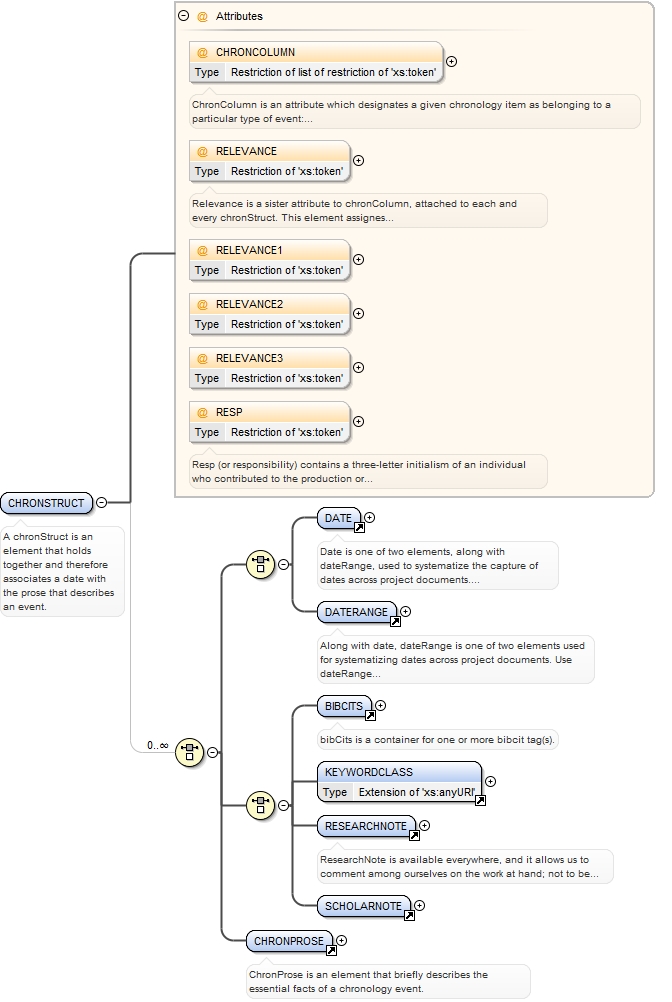 @ Attributes
@ CHRONCOLUMN
Type Restriction of list of restriction of 'xs:token'
ChronColumn is an attribute which designates a given chronology item as belonging to a
particular type of event:...
@ RELEVANCE
Type Restriction of 'xs:token'
Relevance is a sister attribute to chronColumn, attached to each and
every chronStruct. This element assignes...
@ RELEVANCE1
Type Restriction of 'xs:token'
@ RELEVANCE2
Type Restriction of 'xs:token'
@ RELEVANCE3
Type Restriction of 'xs:token'
@ RESP
Type Restriction of 'xs:token'
Resp (or responsibility) contains a three-letter initialism of an individual
who contributed to the production or...
CHRONSTRUCT
A chronStruct is an
element that holds
together and therefore
associates a date with
the prose that describes
an event.
0..∞
DATE
Date is one of two elements, along with
dateRange, used to systematize the capture of
dates across project documents....
DATERANGE
Along with date, dateRange is one of two elements used
for systematizing dates across project documents. Use
dateRange...
BIBCITS
bibCits is a container for one or more bibcit tag(s).
KEYWORDCLASS
Type Extension of 'xs:anyURI'
RESEARCHNOTE
ResearchNote is available everywhere, and it allows us to
comment among ourselves on the work at hand; not to be...
SCHOLARNOTE
CHRONPROSE
ChronProse is an element that briefly describes the
essential facts of a chronology event.